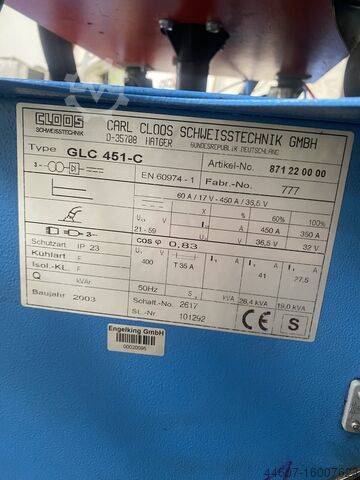 CLOOS
SCHWEISSTECHNIK
CARL CLOOS SCHWEISSTECHNIK GMBH
D-35708 HAIGER
BUNDESREPUBLIK DEUTSCHLAND
Type GLC 451-C
Artikel-No. 871 22 00 00
3~
EN 60974-1
Fabr.-No. 777
60 A / 17 V - 450 A / 36,5 V
X 60% 100%
U₀ V 21 - 59
I₂ 450 A 350 A
U₂ 36,5 V 32 V
3~
cos φ 0,83
Schutzart IP 23
Kühlart F
Isol.-KL. F
Q kVAr
U₁ V 400
T 35 A
I₁ A 41 27,5
50Hz
S₁ kVA 28,4 kVA 19,0 kVA
Baujahr 2003
Schalt.-No. 2617
SL.-Nr. 101292
CE S
Engelking GmbH
00020095